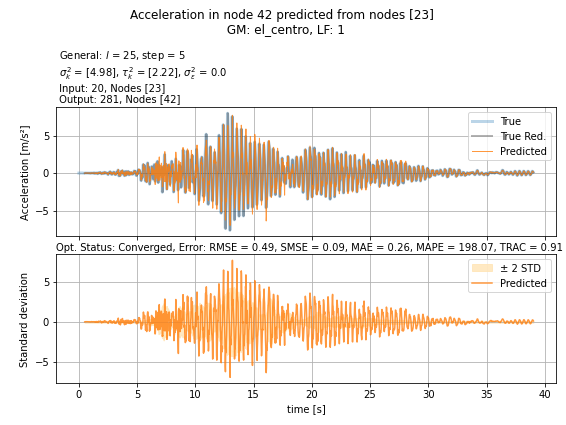 Acceleration in node 42 predicted from nodes [23]
GM: el_centro, LF: 1
General: l = 25, step = 5
σ²ₖ = [4.98], τ²ₖ = [2.22], σ²ε = 0.0
Input: 20, Nodes [23]
Output: 281, Nodes [42]
Acceleration [m/s²]
5
0
−5
True
True Red.
Predicted
Opt. Status: Converged, Error: RMSE = 0.49, SMSE = 0.09, MAE = 0.26, MAPE = 198.07, TRAC = 0.91
Standard deviation
5
0
−5
± 2 STD
Predicted
0 5 10 15 20 25 30 35 40
time [s]